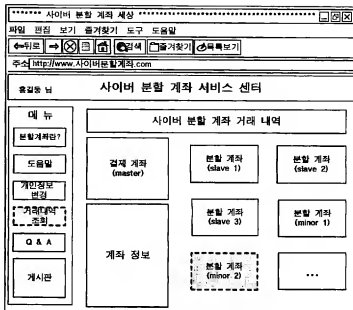 ******* 사이버 분할 계좌 세상 *******
파일 편집 보기 즐겨찾기 도구 도움말
뒤로 검색 즐겨찾기 목록보기
주소 http://www.사이버분할계좌.com
홍길동 님 사이버 분할 계좌 서비스 센터
메 뉴
분할계좌란?
도움말
개인정보
변경
거래내역
조회
Q & A
게시판
사이버 분할 계좌 거래 내역
결제 계좌
(master)
분할 계좌
(slave 1)
분할 계좌
(slave 2)
계좌 정보
분할 계좌
(slave 3)
분할 계좌
(minor 1)
분할 계좌
(minor 2)
...